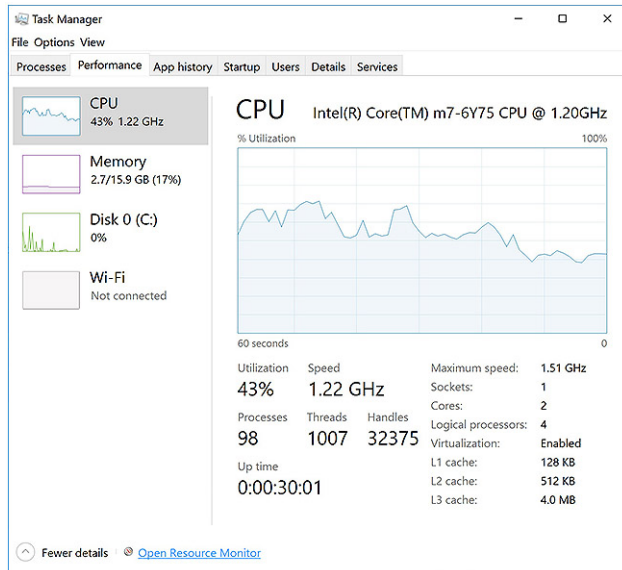 Task Manager
File Options View
Processes Performance App history Startup Users Details Services
CPU
43% 1.22 GHz
Memory
2.7/15.9 GB (17%)
Disk 0 (C:)
0%
Wi-Fi
Not connected
CPU Intel(R) Core(TM) m7-6Y75 CPU @ 1.20GHz
% Utilization 100%
60 seconds 0
Utilization Speed
43% 1.22 GHz
Processes Threads Handles
98 1007 32375
Up time
0:00:30:01
Maximum speed: 1.51 GHz
Sockets: 1
Cores: 2
Logical processors: 4
Virtualization: Enabled
L1 cache: 128 KB
L2 cache: 512 KB
L3 cache: 4.0 MB
Fewer details Open Resource Monitor